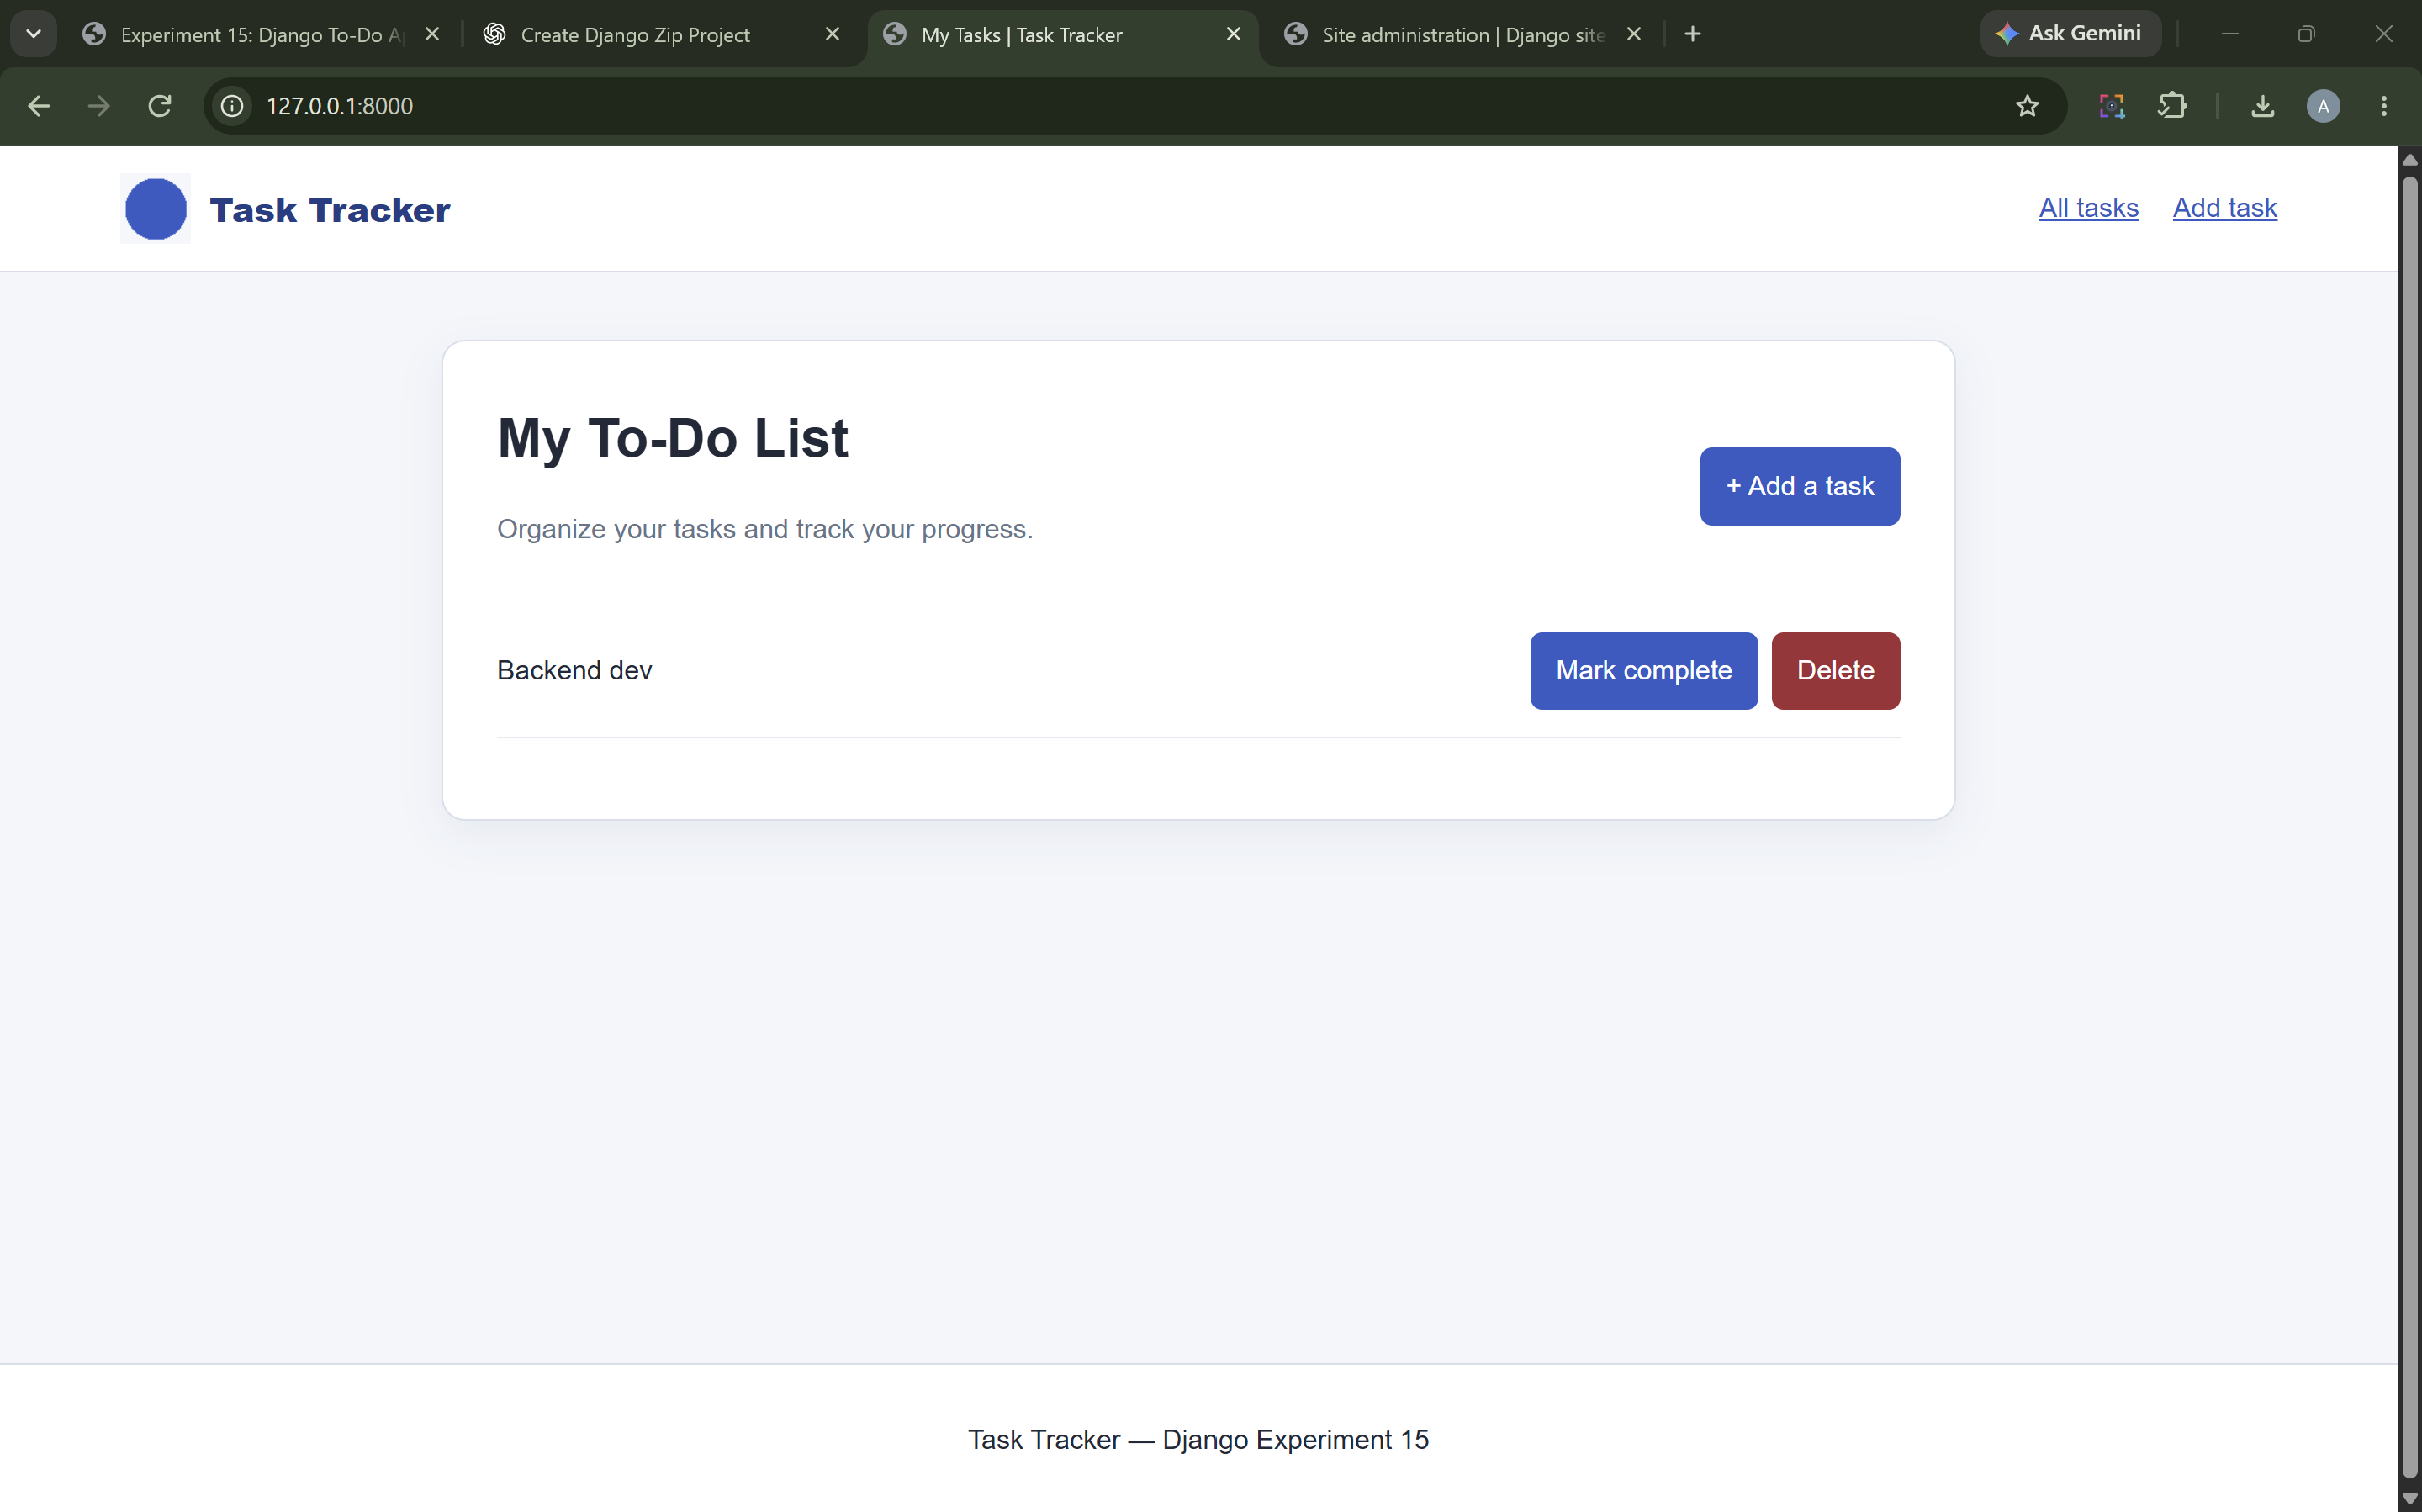 Experiment 15: Django To-Do A
Create Django Zip Project
My Tasks | Task Tracker
Site administration | Django site
Ask Gemini
127.0.0.1:8000
A
Task Tracker
All tasks
Add task
My To-Do List
+ Add a task
Organize your tasks and track your progress.
Backend dev
Mark complete
Delete
Task Tracker — Django Experiment 15